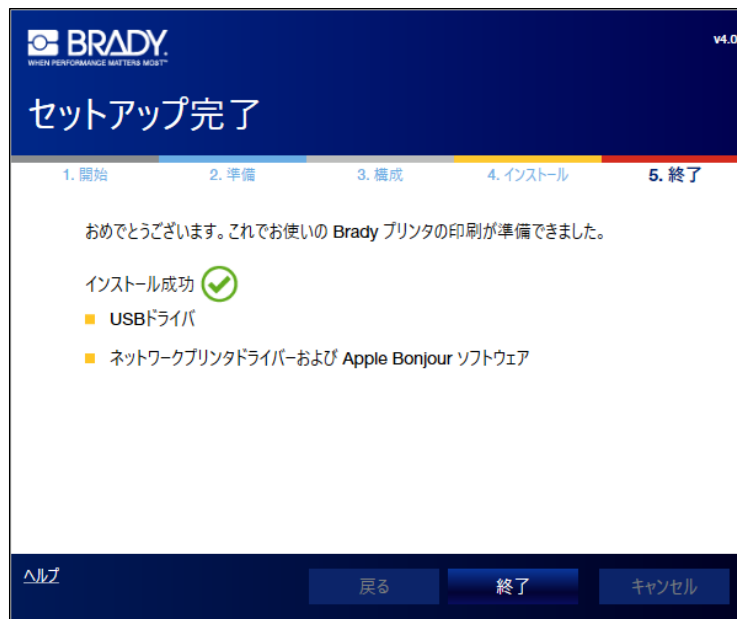 BRADY.
WHEN PERFORMANCE MATTERS MOST™
v4.0
セットアップ完了
1. 開始 2. 準備 3. 構成 4. インストール 5. 終了
おめでとうございます。これでお使いの Brady プリンタの印刷が準備できました。
インストール成功
USBドライバ
ネットワークプリンタドライバーおよび Apple Bonjour ソフトウェア
ヘルプ 戻る 終了 キャンセル